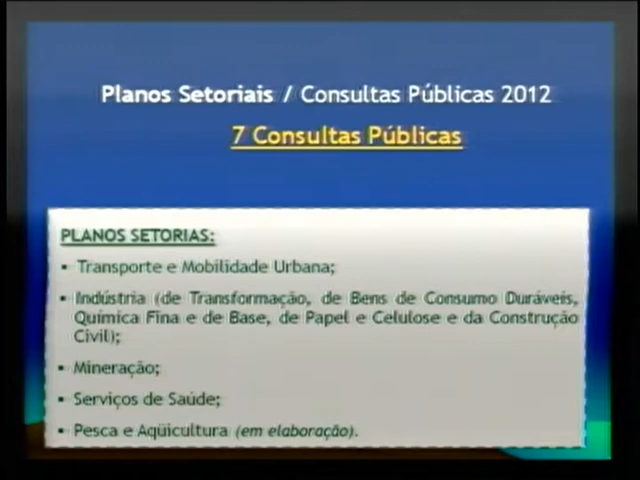 Planos Setoriais / Consultas Públicas 2012
7 Consultas Públicas
PLANOS SETORIAS:
▪ Transporte e Mobilidade Urbana;
▪ Indústria (de Transformação, de Bens de Consumo Duráveis,
Química Fina e de Base, de Papel e Celulose e da Construção
Civil);
▪ Mineração;
▪ Serviços de Saúde;
▪ Pesca e Aqüicultura (em elaboração).